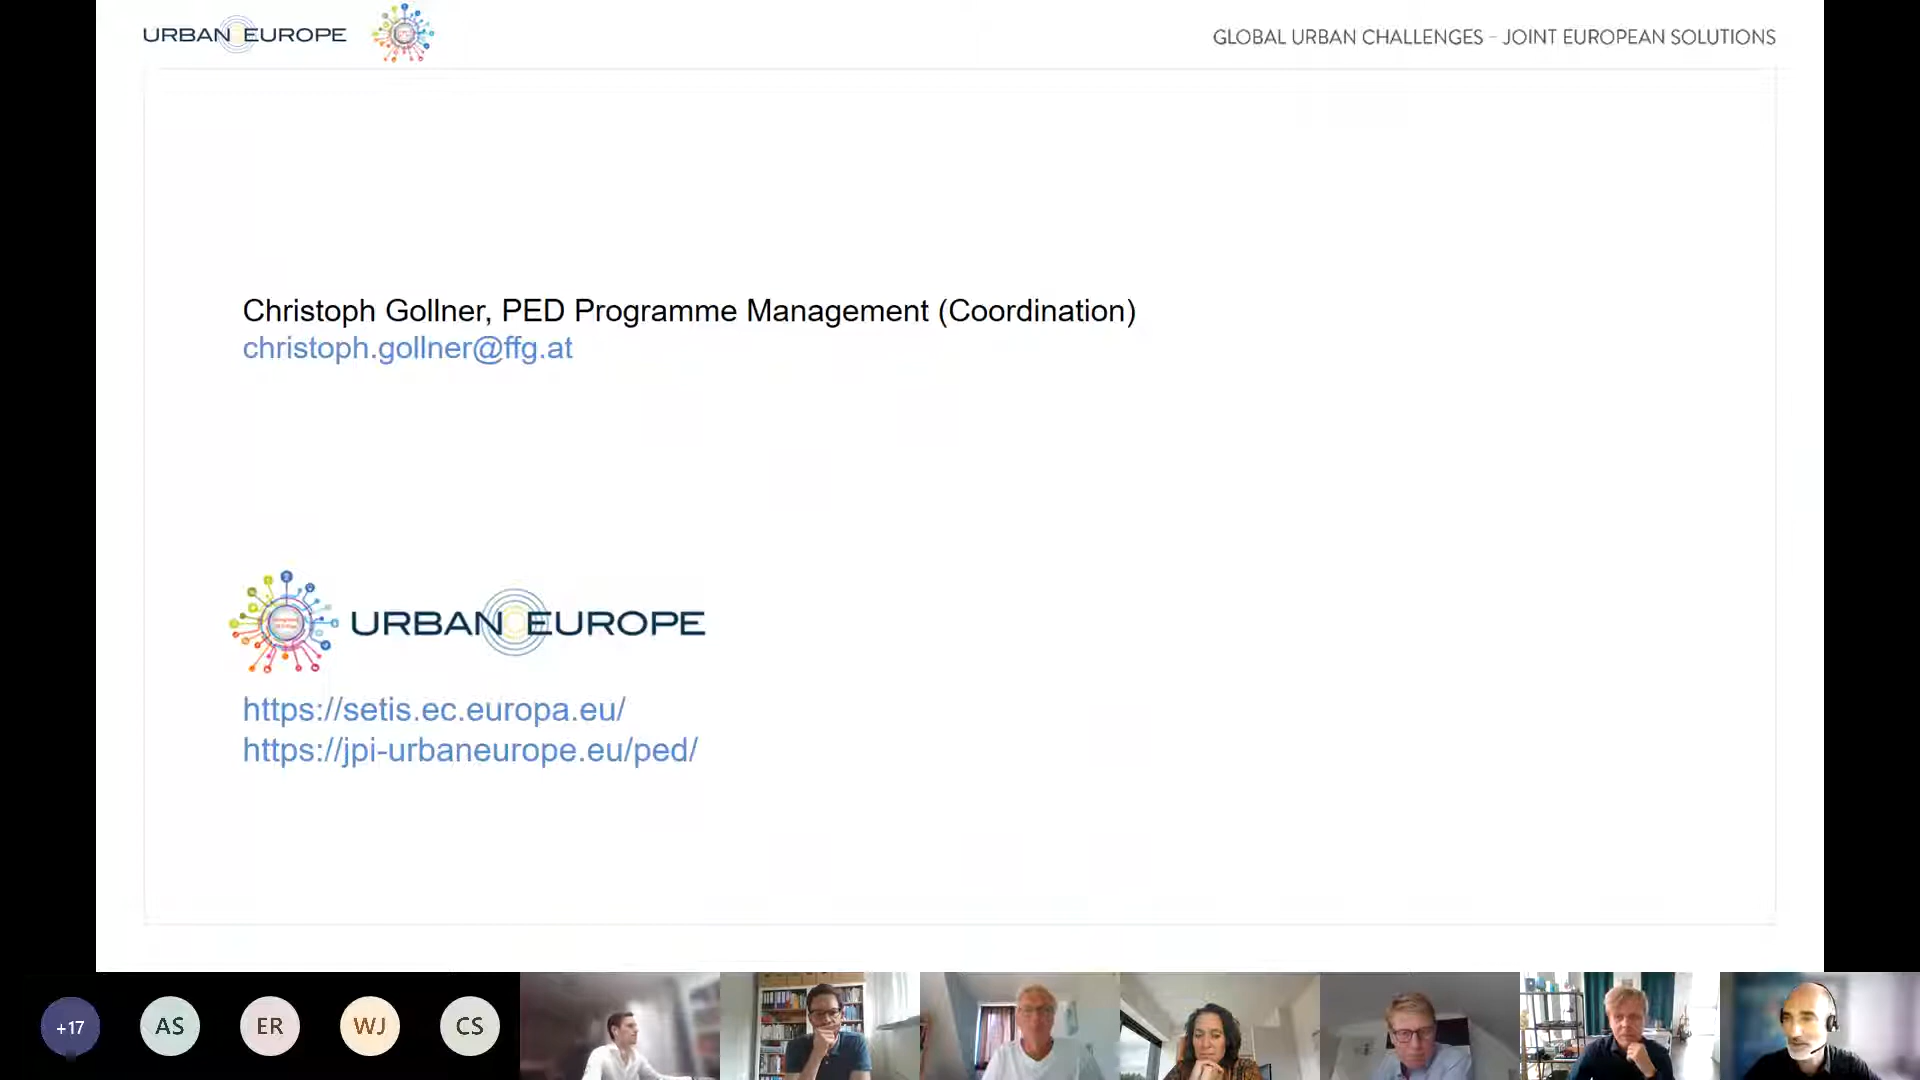 URBAN EUROPE
GLOBAL URBAN CHALLENGES – JOINT EUROPEAN SOLUTIONS
Christoph Gollner, PED Programme Management (Coordination)
christoph.gollner@ffg.at
URBAN EUROPE
https://setis.ec.europa.eu/
https://jpi-urbaneurope.eu/ped/
+17
AS
ER
WJ
CS